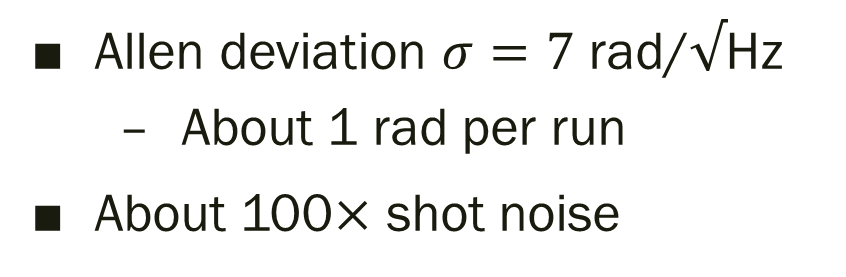 ■ Allen deviation σ = 7 rad/√Hz
– About 1 rad per run
■ About 100× shot noise